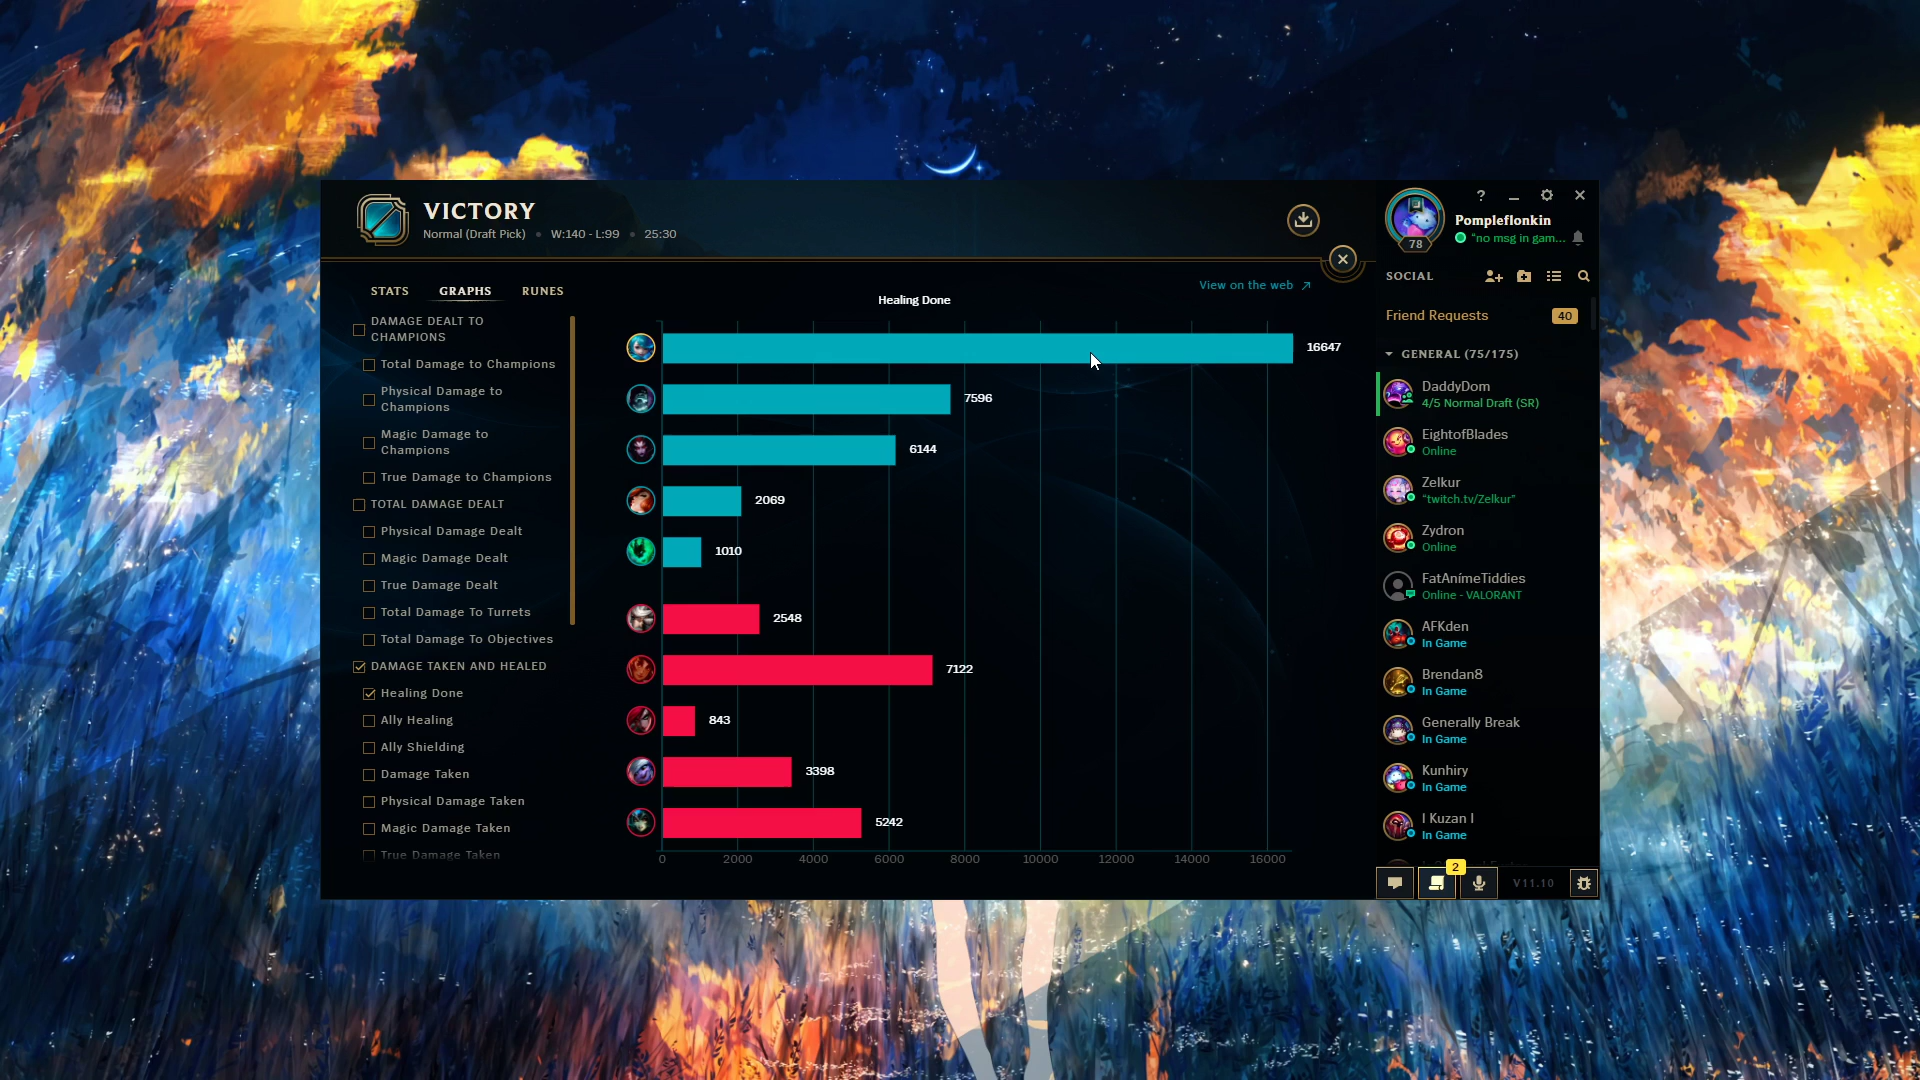 VICTORY
Normal (Draft Pick) • W:140 - L:99 • 25:30
STATS GRAPHS RUNES
View on the web
DAMAGE DEALT TO
CHAMPIONS
Total Damage to Champions
Physical Damage to
Champions
Magic Damage to
Champions
True Damage to Champions
TOTAL DAMAGE DEALT
Physical Damage Dealt
Magic Damage Dealt
True Damage Dealt
Total Damage To Turrets
Total Damage To Objectives
DAMAGE TAKEN AND HEALED
Healing Done
Ally Healing
Ally Shielding
Damage Taken
Physical Damage Taken
Magic Damage Taken
True Damage Taken
Healing Done
16647
7596
6144
2069
1010
2548
7122
843
3398
5242
0 2000 4000 6000 8000 10000 12000 14000 16000
?
78
Pompleflonkin
"no msg in gam...
SOCIAL
Friend Requests 40
GENERAL (75/175)
DaddyDom
4/5 Normal Draft (SR)
EightofBlades
Online
Zelkur
"twitch.tv/Zelkur"
Zydron
Online
FatAnímeTiddies
Online - VALORANT
AFKden
In Game
Brendan8
In Game
Generally Break
In Game
Kunhiry
In Game
I Kuzan I
In Game
2
V11.10